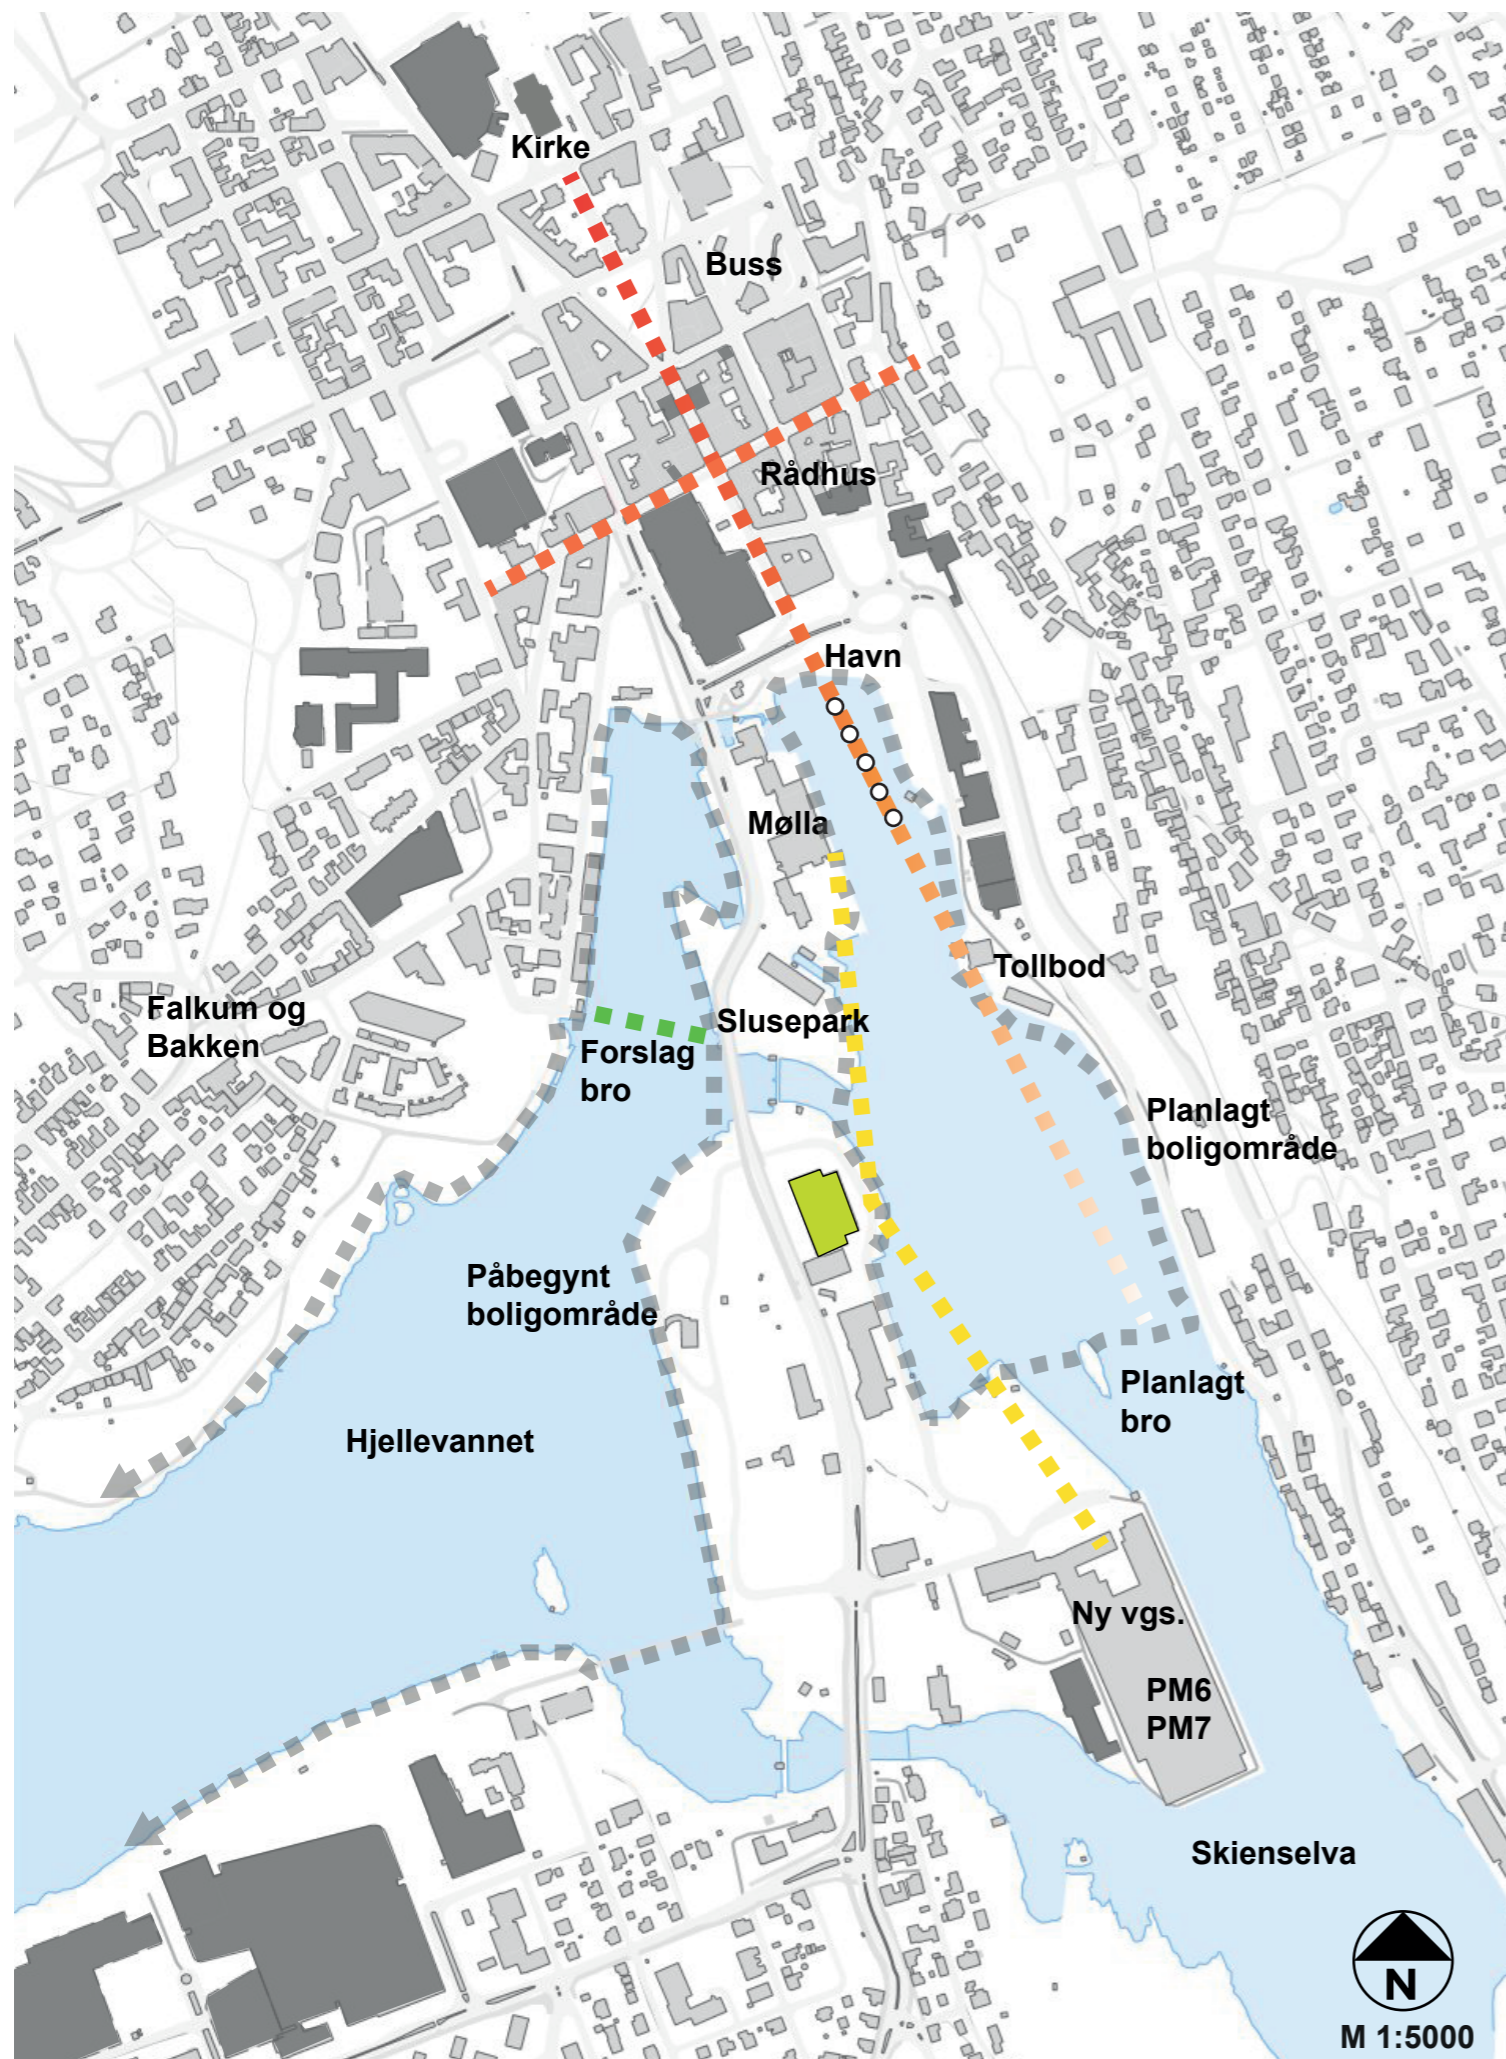 Kirke
Buss
Rådhus
Havn
Mølla
Tollbod
Falkum og
Bakken
Slusepark
Forslag
bro
Planlagt
boligområde
Påbegynt
boligområde
Planlagt
bro
Hjellevannet
Ny vgs.
PM6
PM7
Skienselva
N
M 1:5000